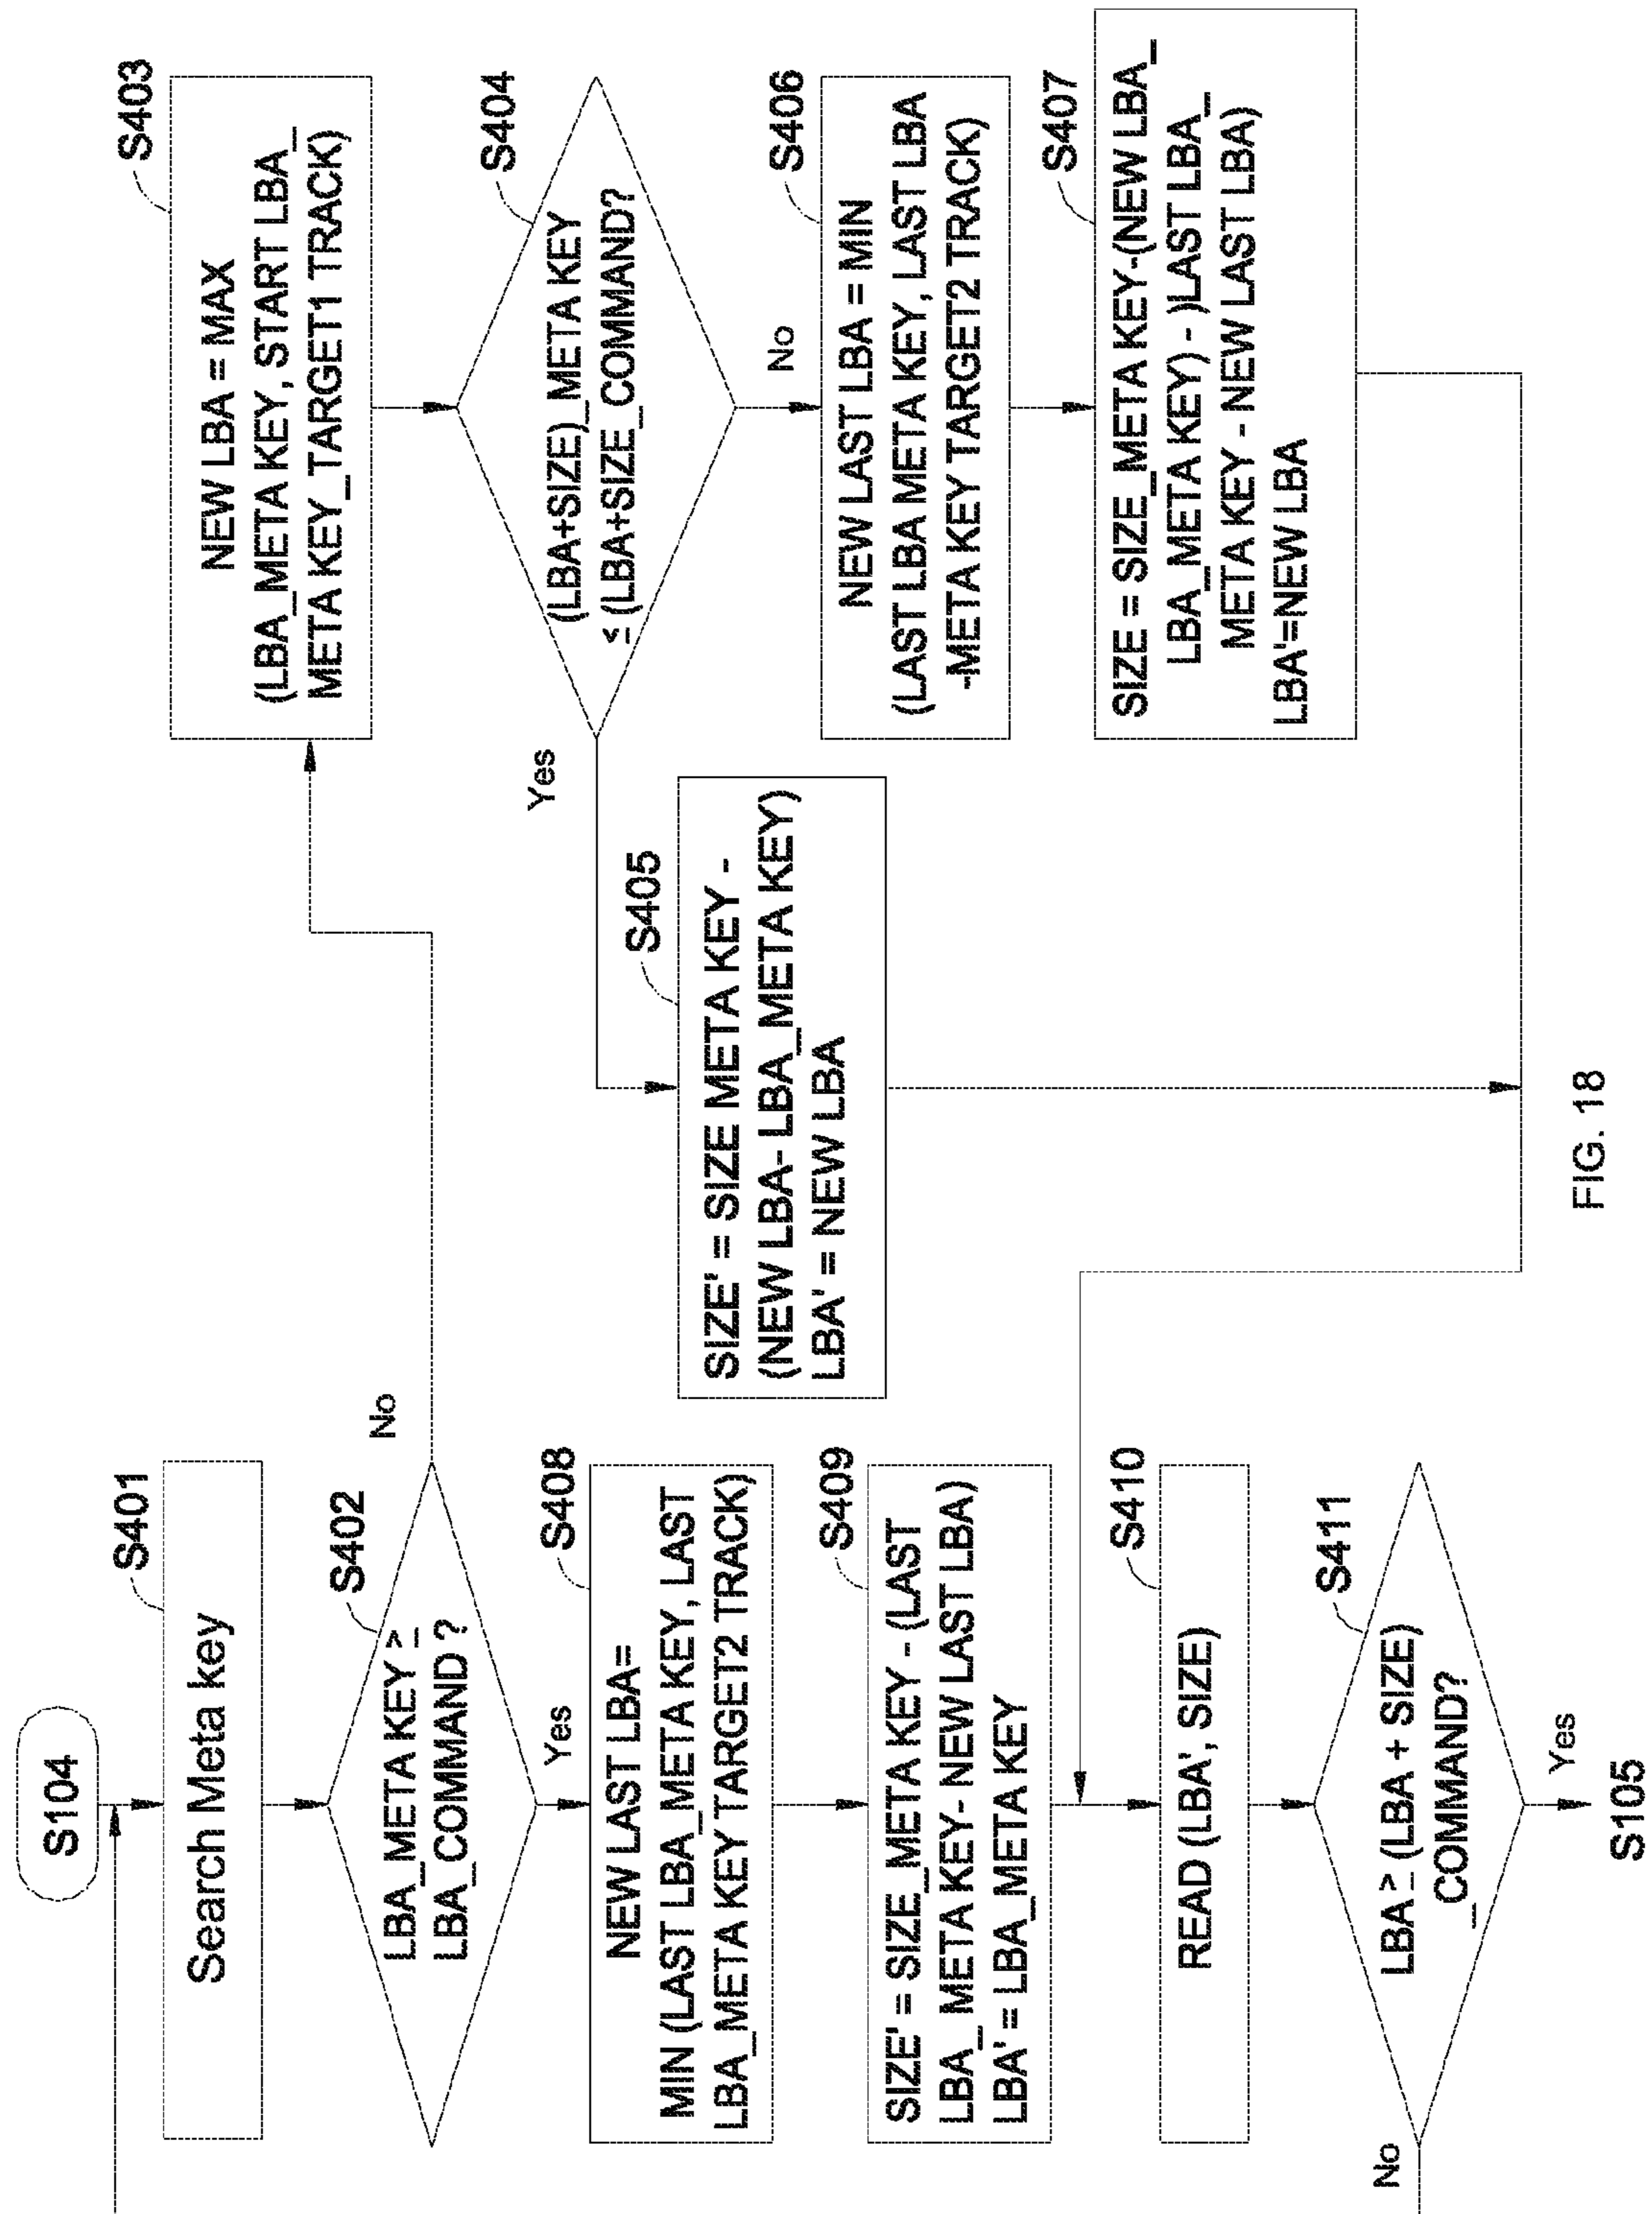 S104
S401
Search Meta key
S402
LBA_META KEY ≥
LBA_COMMAND ?
No
Yes
S403
NEW LBA = MAX
(LBA_META KEY, START LBA_
META KEY_TARGET1 TRACK)
S404
(LBA+SIZE)_META KEY
≤ (LBA+SIZE_COMMAND?
Yes
No
S405
SIZE' = SIZE META KEY -
(NEW LBA- LBA_META KEY)
LBA' = NEW LBA
S406
NEW LAST LBA = MIN
(LAST LBA META KEY, LAST LBA
-META KEY TARGET2 TRACK)
S407
SIZE = SIZE_META KEY-(NEW LBA_
LBA_META KEY) - )LAST LBA_
META KEY - NEW LAST LBA)
LBA'=NEW LBA
S408
NEW LAST LBA=
MIN (LAST LBA_META KEY, LAST
LBA_META KEY TARGET2 TRACK)
S409
SIZE' = SIZE_META KEY - (LAST
LBA_META KEY- NEW LAST LBA)
LBA' = LBA_META KEY
S410
READ (LBA', SIZE)
S411
LBA ≥ (LBA + SIZE)
_COMMAND?
No
Yes
S105
FIG. 18